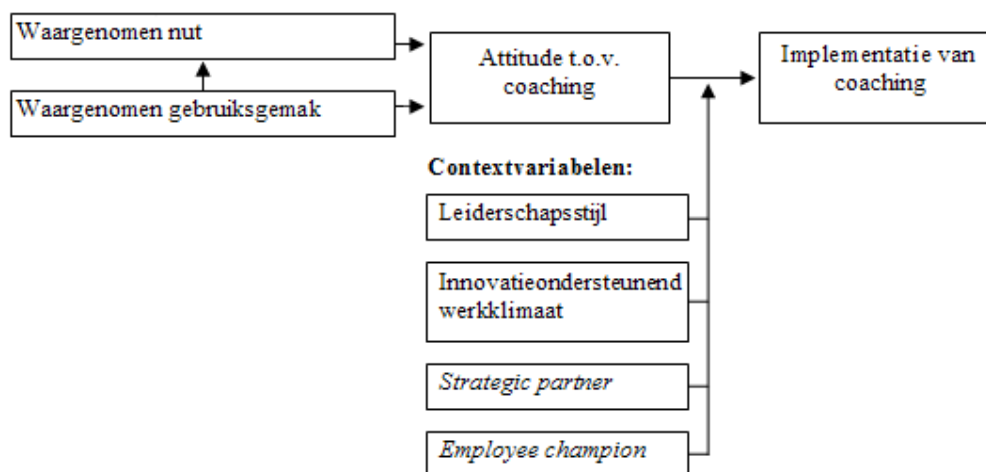 Waargenomen nut
Waargenomen gebruiksgemak
Attitude t.o.v.
coaching
Implementatie van
coaching
Contextvariabelen:
Leiderschapsstijl
Innovatieondersteunend
werkklimaat
Strategic partner
Employee champion